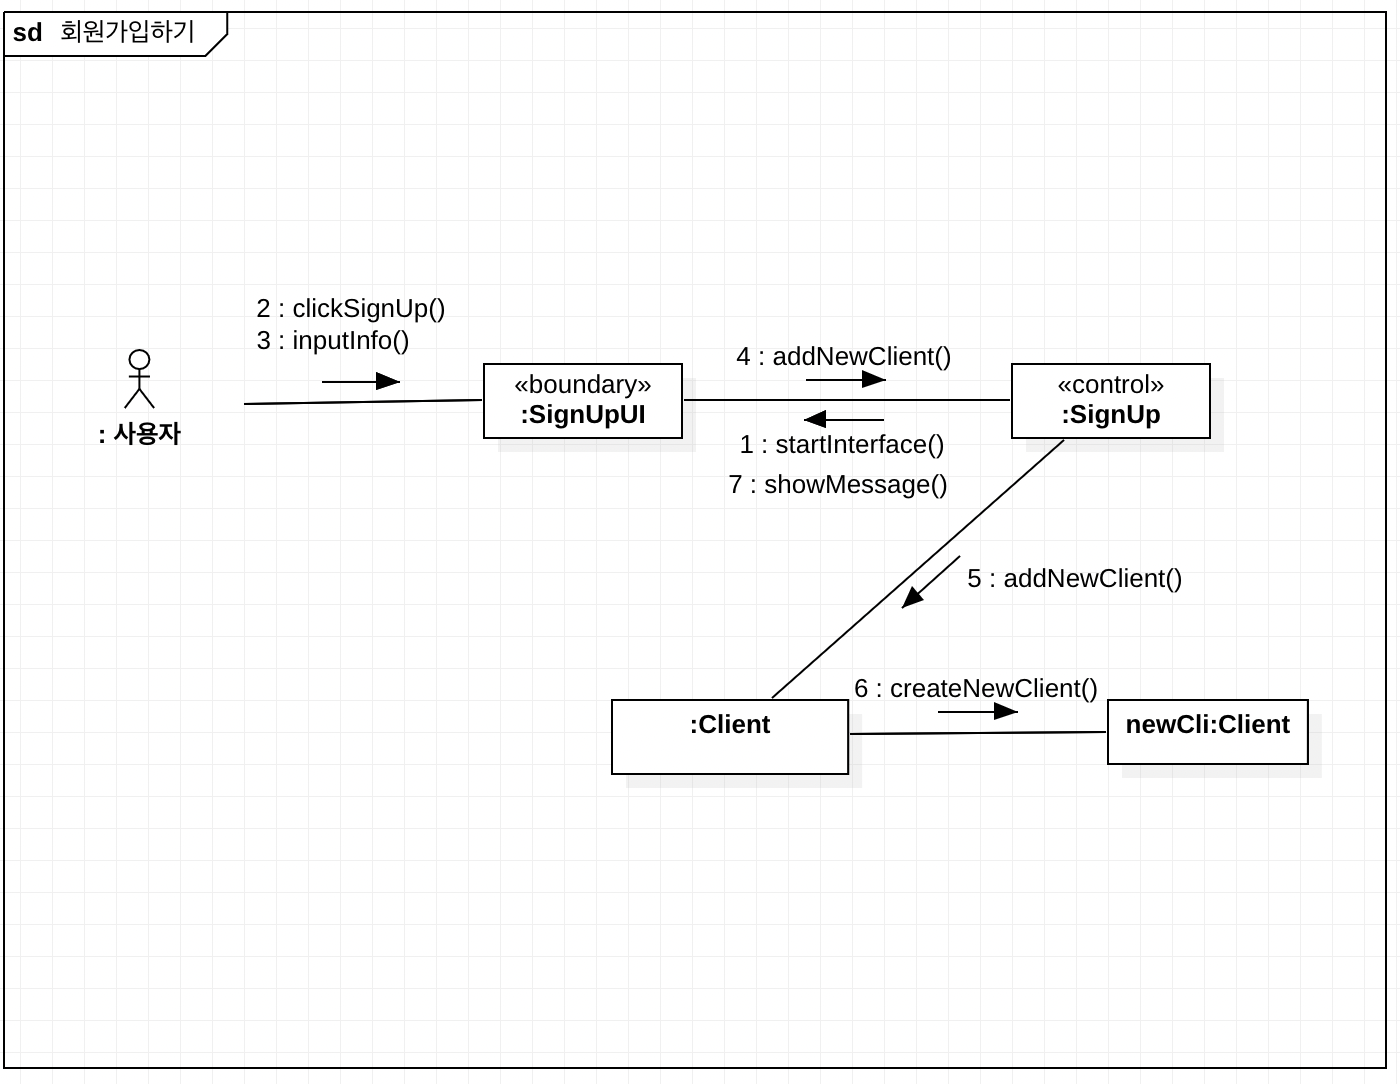 sd 회원가입하기
2 : clickSignUp()
3 : inputInfo()
: 사용자
«boundary»
:SignUpUI
4 : addNewClient()
1 : startInterface()
7 : showMessage()
«control»
:SignUp
5 : addNewClient()
:Client
6 : createNewClient()
newCli:Client